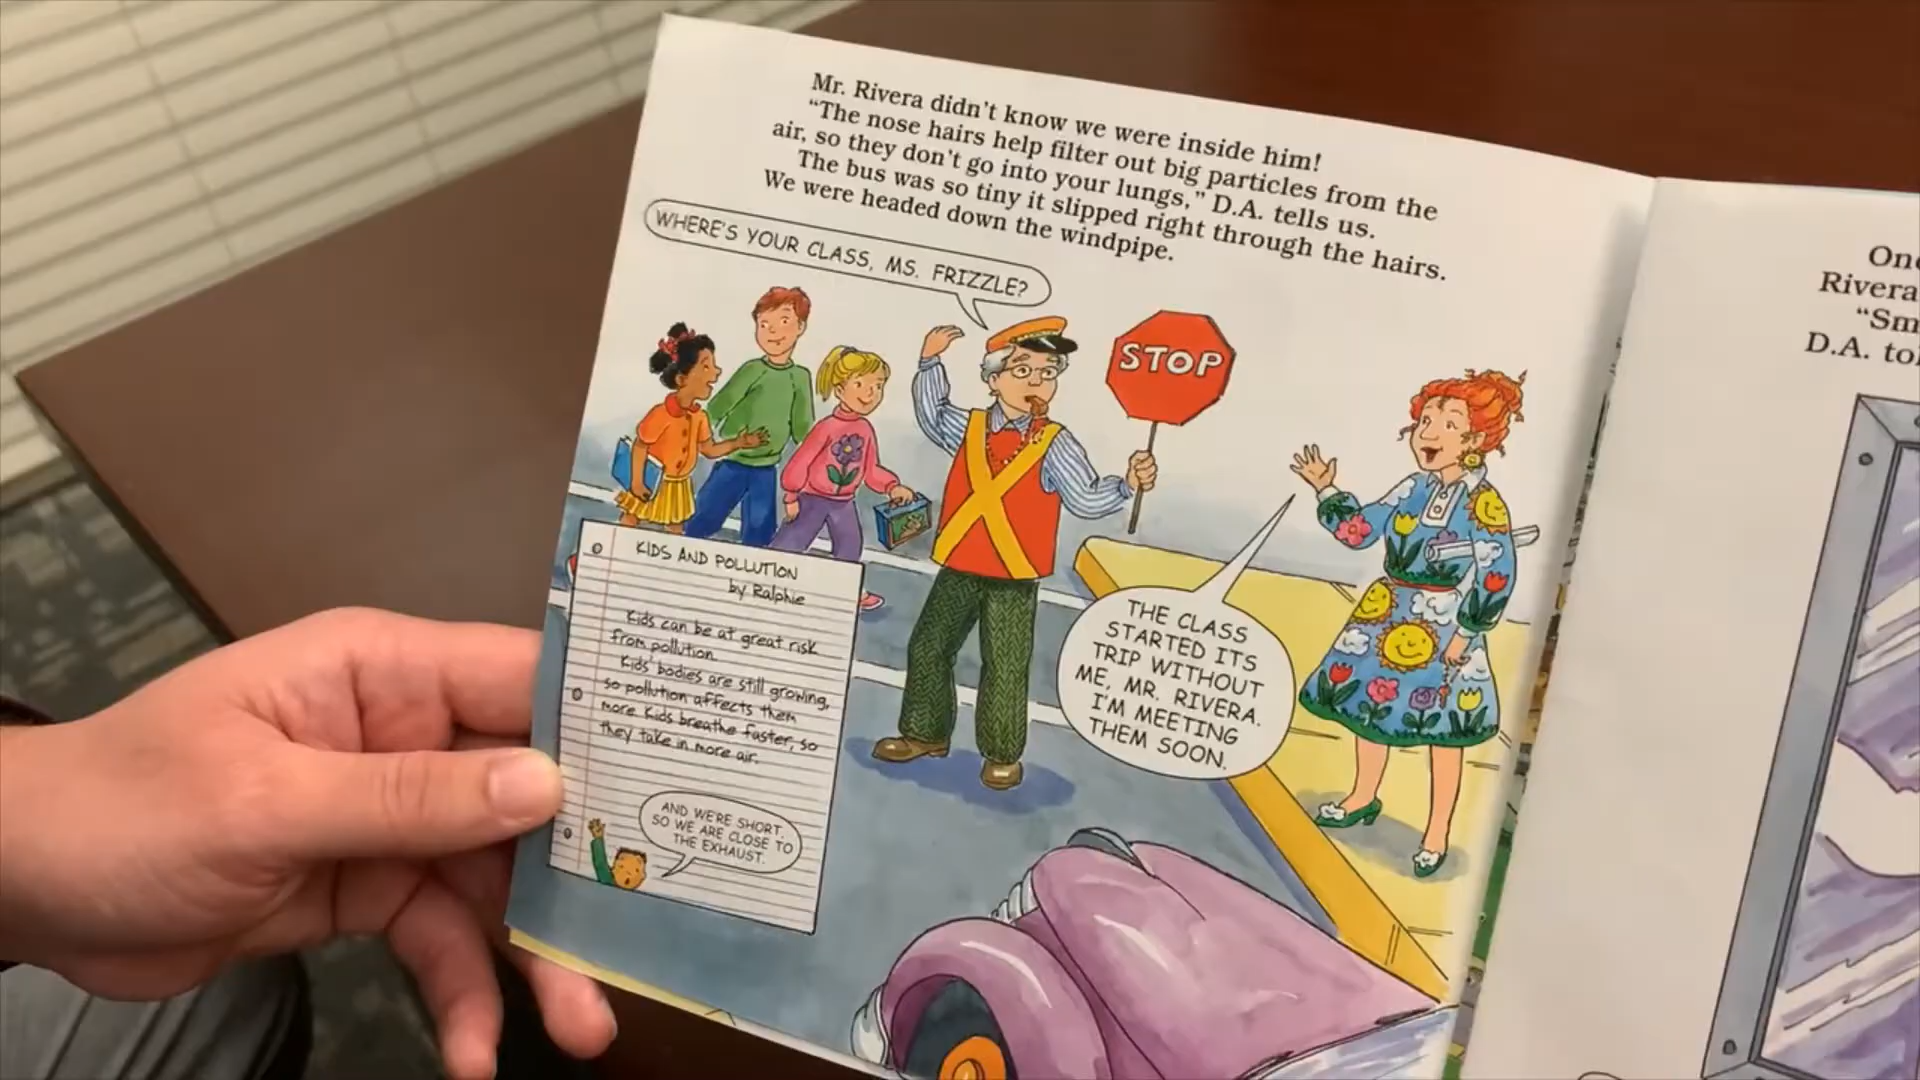 Mr. Rivera didn't know we were inside him!
"The nose hairs help filter out big particles from the
air, so they don't go into your lungs," D.A. tells us.
The bus was so tiny it slipped right through the hairs.
We were headed down the windpipe.
WHERE'S YOUR CLASS, MS. FRIZZLE?
STOP
THE CLASS
STARTED ITS
TRIP WITHOUT
ME, MR. RIVERA.
I'M MEETING
THEM SOON.
KIDS AND POLLUTION
by Ralphie
Kids can be at great risk
from pollution.
Kids' bodies are still growing,
so pollution affects them
more. Kids breathe faster, so
they take in more air.
AND WE'RE SHORT,
SO WE ARE CLOSE TO
THE EXHAUST.
Rivera
"Sm
D.A. to